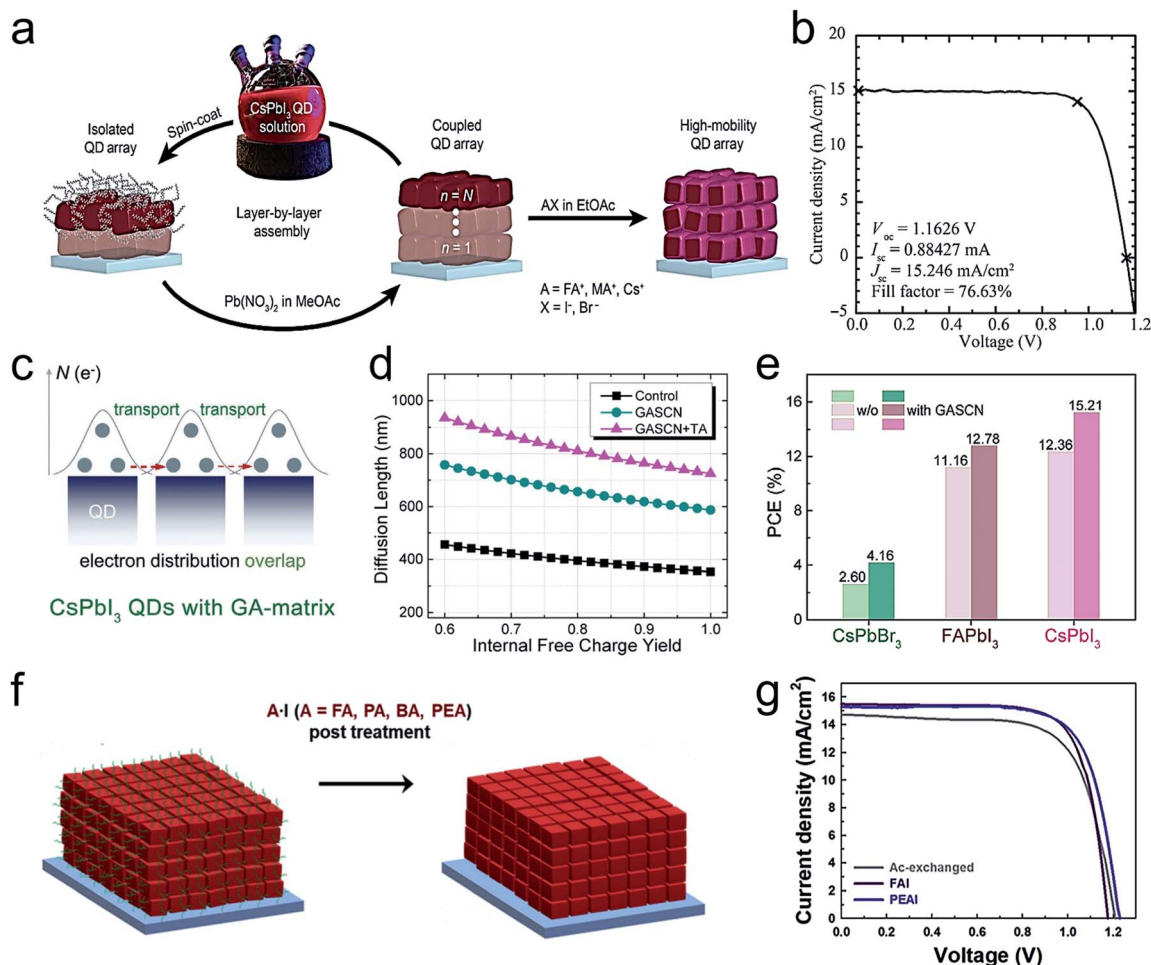 a
CsPbI₃ QD
solution
Spin-coat
Isolated
QD array
Layer-by-layer
assembly
Coupled
QD array
n = N
n = 1
Pb(NO₃)₂ in MeOAc
AX in EtOAc
A = FA⁺, MA⁺, Cs⁺
X = I⁻, Br⁻
High-mobility
QD array
b
Current density (mA/cm²)
20
15
10
5
0
−5
Voc = 1.1626 V
Isc = 0.88427 mA
Jsc = 15.246 mA/cm²
Fill factor = 76.63%
0.0 0.2 0.4 0.6 0.8 1.0 1.2
Voltage (V)
c
N (e⁻)
transport transport
QD
electron distribution overlap
CsPbI₃ QDs with GA-matrix
d
Diffusion Length (nm)
1000
800
600
400
200
Control
GASCN
GASCN+TA
0.6 0.7 0.8 0.9 1.0
Internal Free Charge Yield
e
PCE (%)
16
12
8
4
0
w/o with GASCN
2.60
4.16
11.16
12.78
12.36
15.21
CsPbBr₃ FAPbI₃ CsPbI₃
f
A·I (A = FA, PA, BA, PEA)
post treatment
g
Current density (mA/cm²)
16
14
12
10
8
6
4
2
0
Ac-exchanged
FAI
PEAI
0.0 0.2 0.4 0.6 0.8 1.0 1.2
Voltage (V)